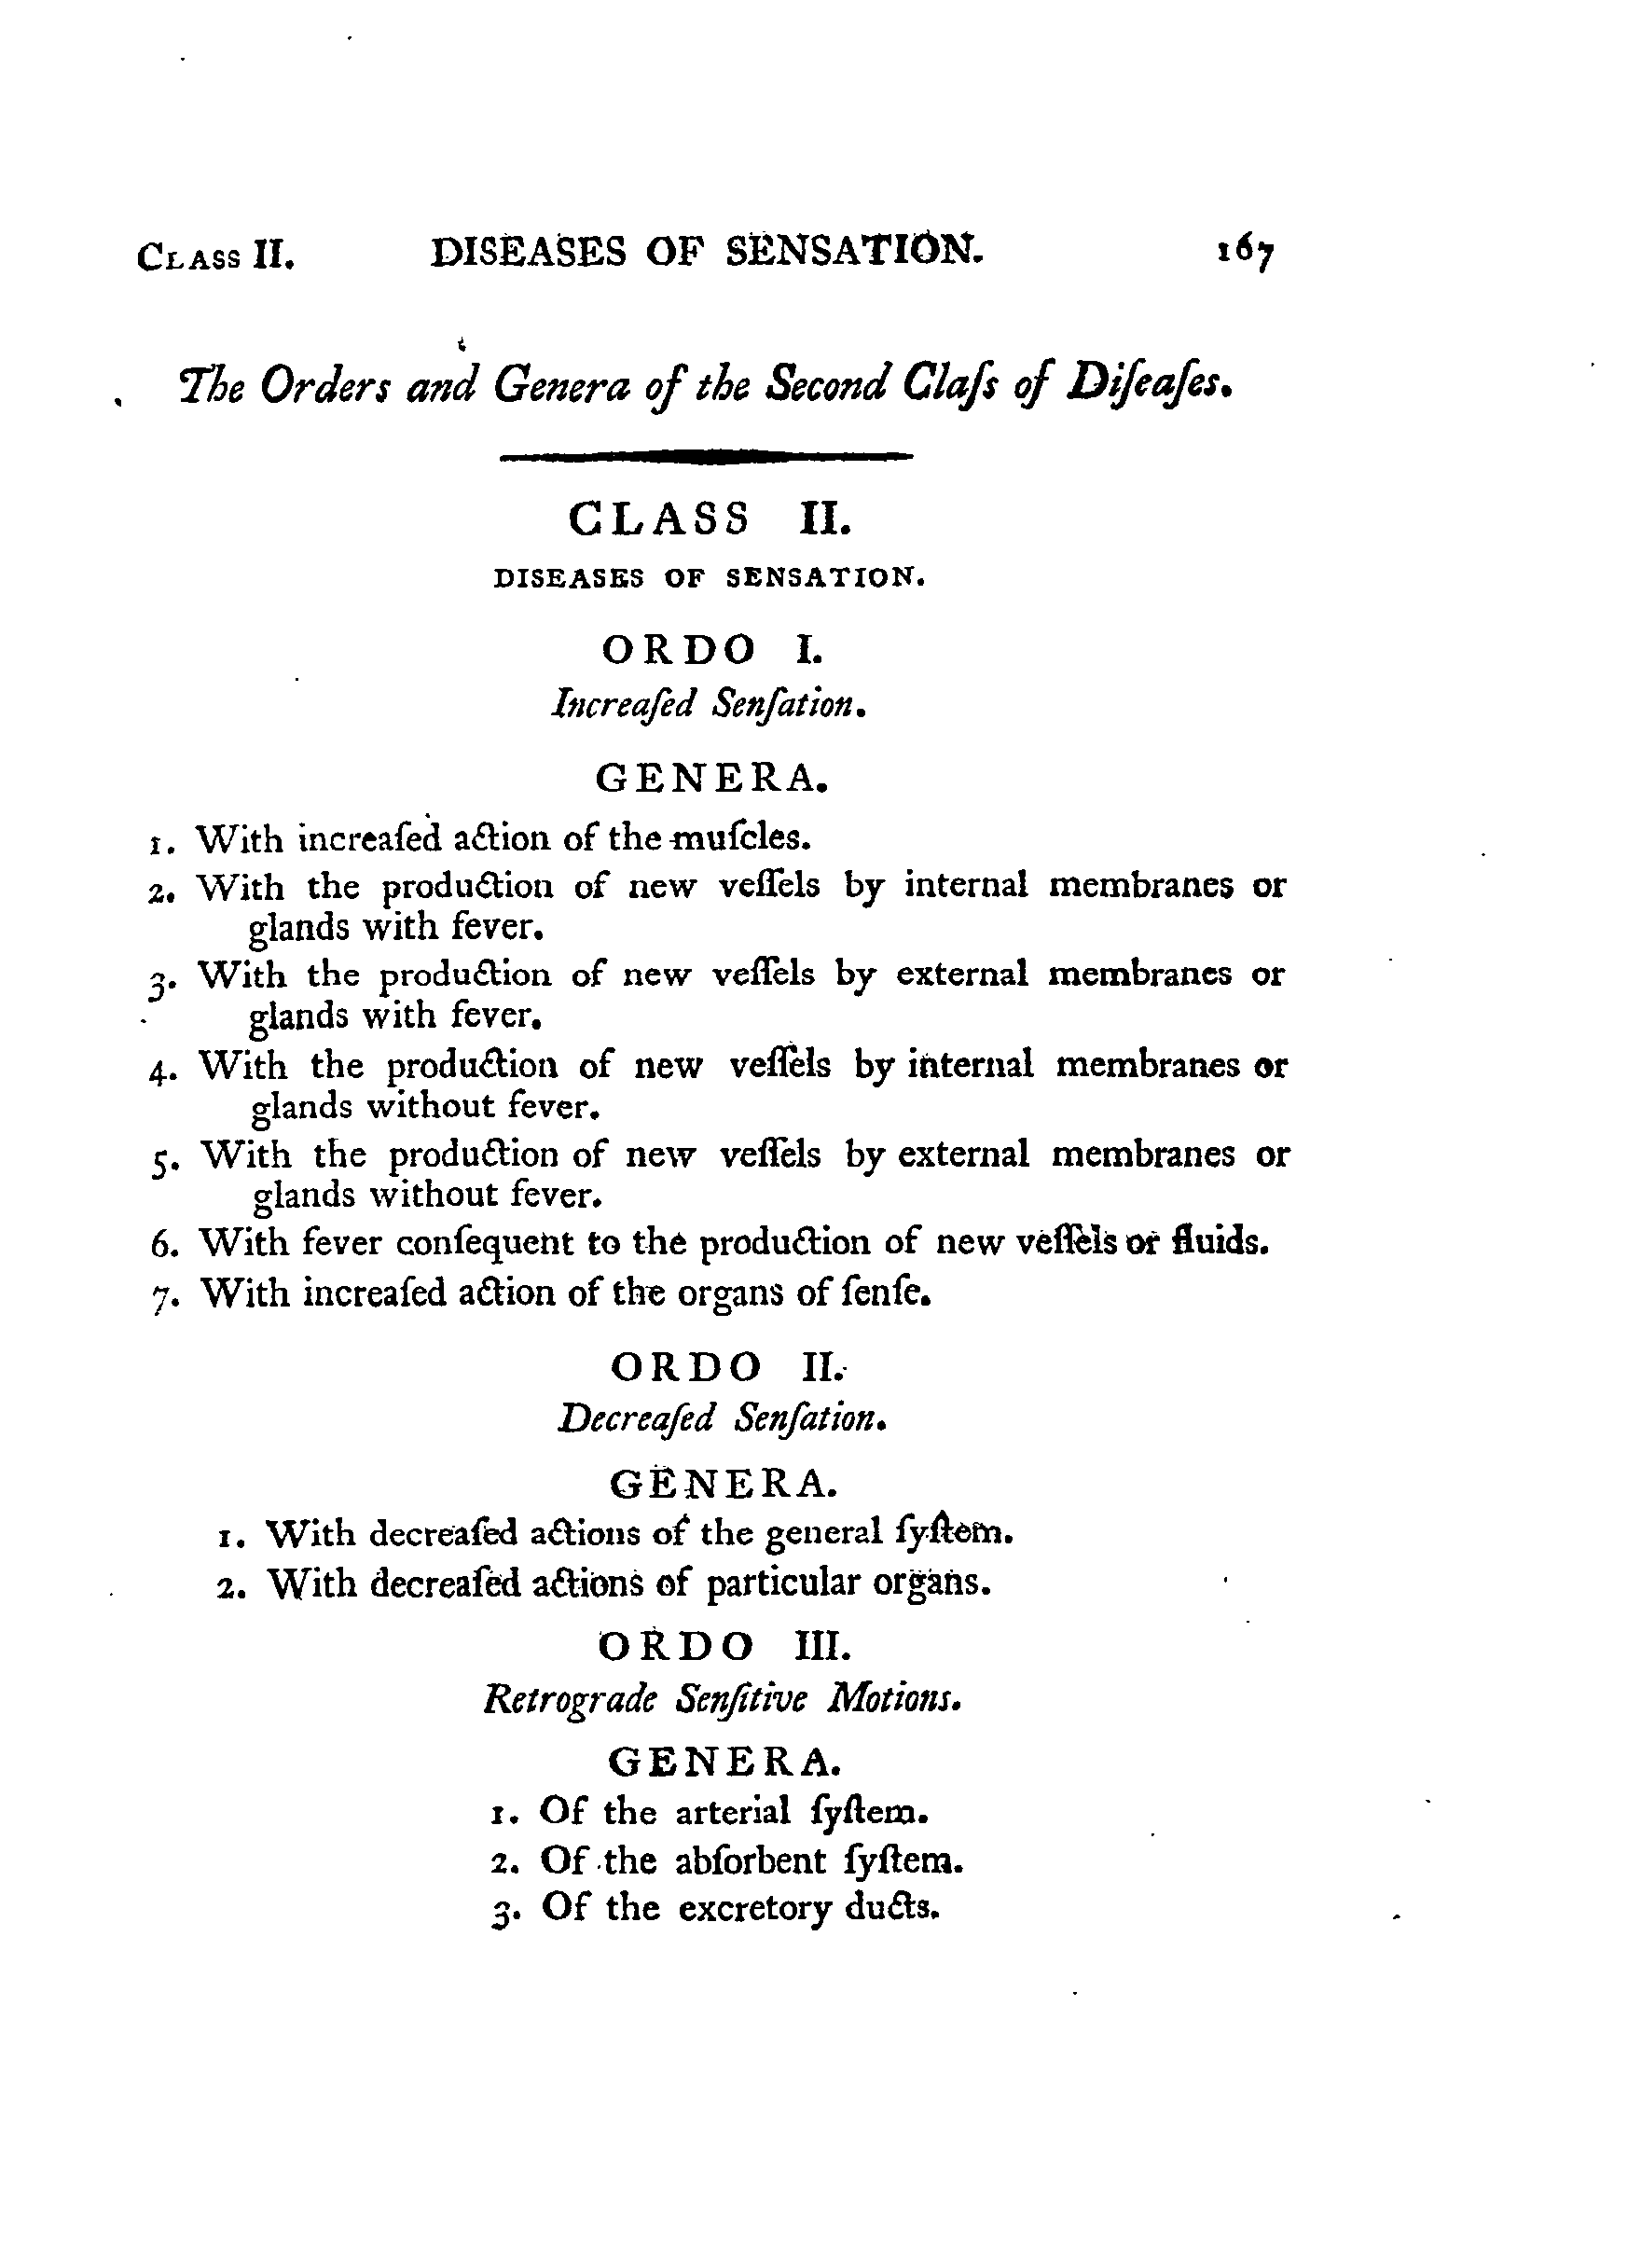 CLASS II. DISEASES OF SENSATION. 167
The Orders and Genera of the Second Claſs of Diſeaſes.
CLASS II.
DISEASES OF SENSATION.
ORDO I.
Increaſed Senſation.
GENERA.
1. With increaſed action of the muſcles.
2. With the production of new veſſels by internal membranes or
glands with fever.
3. With the production of new veſſels by external membranes or
glands with fever.
4. With the production of new veſſels by internal membranes or
glands without fever.
5. With the production of new veſſels by external membranes or
glands without fever.
6. With fever conſequent to the production of new veſſels or fluids.
7. With increaſed action of the organs of ſenſe.
ORDO II.
Decreaſed Senſation.
GENERA.
1. With decreaſed actions of the general ſyſtem.
2. With decreaſed actions of particular organs.
ORDO III.
Retrograde Senſitive Motions.
GENERA.
1. Of the arterial ſyſtem.
2. Of the abſorbent ſyſtem.
3. Of the excretory ducts.